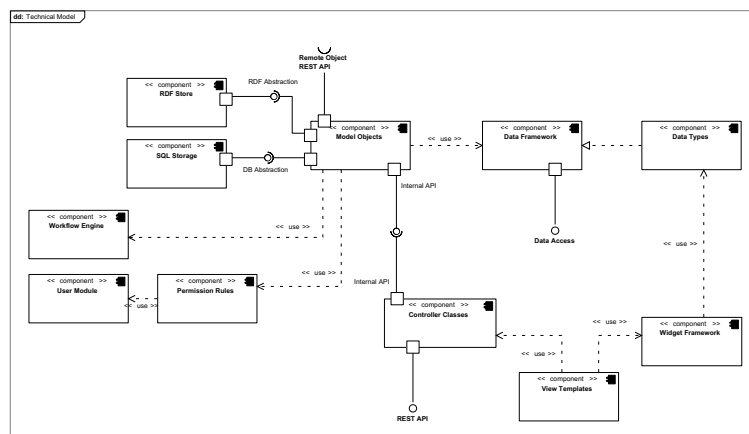 dd: Technical Model
Remote Object
REST API
RDF Abstraction
<< component >>
RDF Store
<< component >>
Model Objects
<< use >>
<< component >>
Data Framework
<< component >>
Data Types
<< component >>
SQL Storage
DB Abstraction
Internal API
<< component >>
Workflow Engine
<< use >>
Data Access
<< use >>
<< component >>
User Module
<< use >>
<< component >>
Permission Rules
<< use >>
Internal API
<< component >>
Controller Classes
<< use >>
<< use >>
<< component >>
Widget Framework
<< component >>
View Templates
REST API